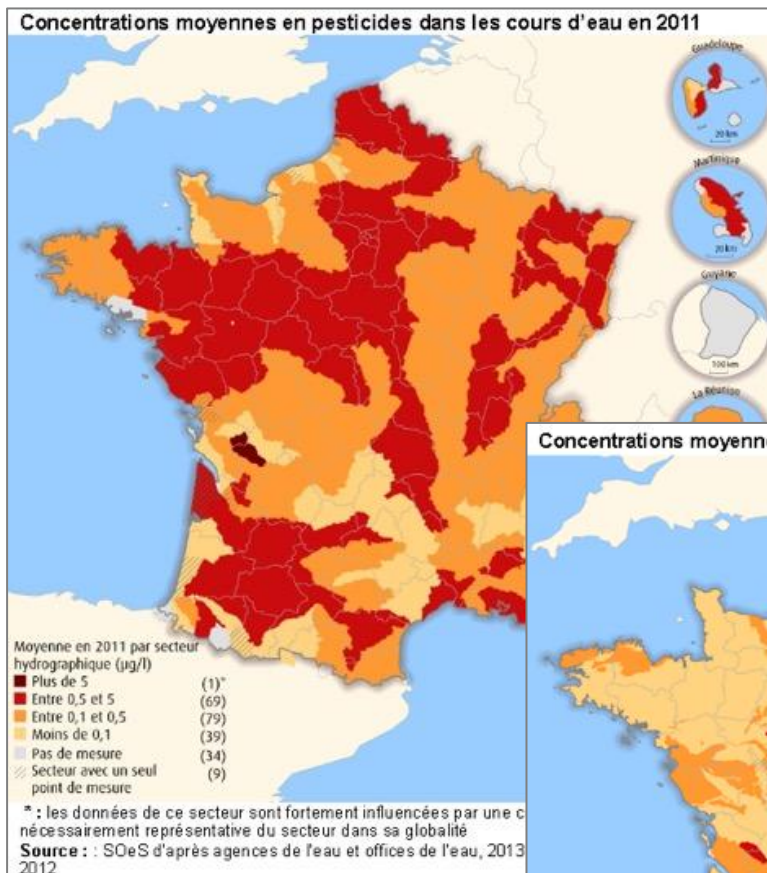 Concentrations moyennes en pesticides dans les cours d'eau en 2011
Guadeloupe
20 km
Martinique
20 km
Guyane
100 km
La Réunion
Moyenne en 2011 par secteur
hydrographique (µg/l)
Plus de 5 (1)*
Entre 0,5 et 5 (69)
Entre 0,1 et 0,5 (79)
Moins de 0,1 (39)
Pas de mesure (34)
Secteur avec un seul (9)
point de mesure
* : les données de ce secteur sont fortement influencées par une c
nécessairement représentative du secteur dans sa globalité
Source : : SOeS d'après agences de l'eau et offices de l'eau, 2013
2012
Concentrations moyenn